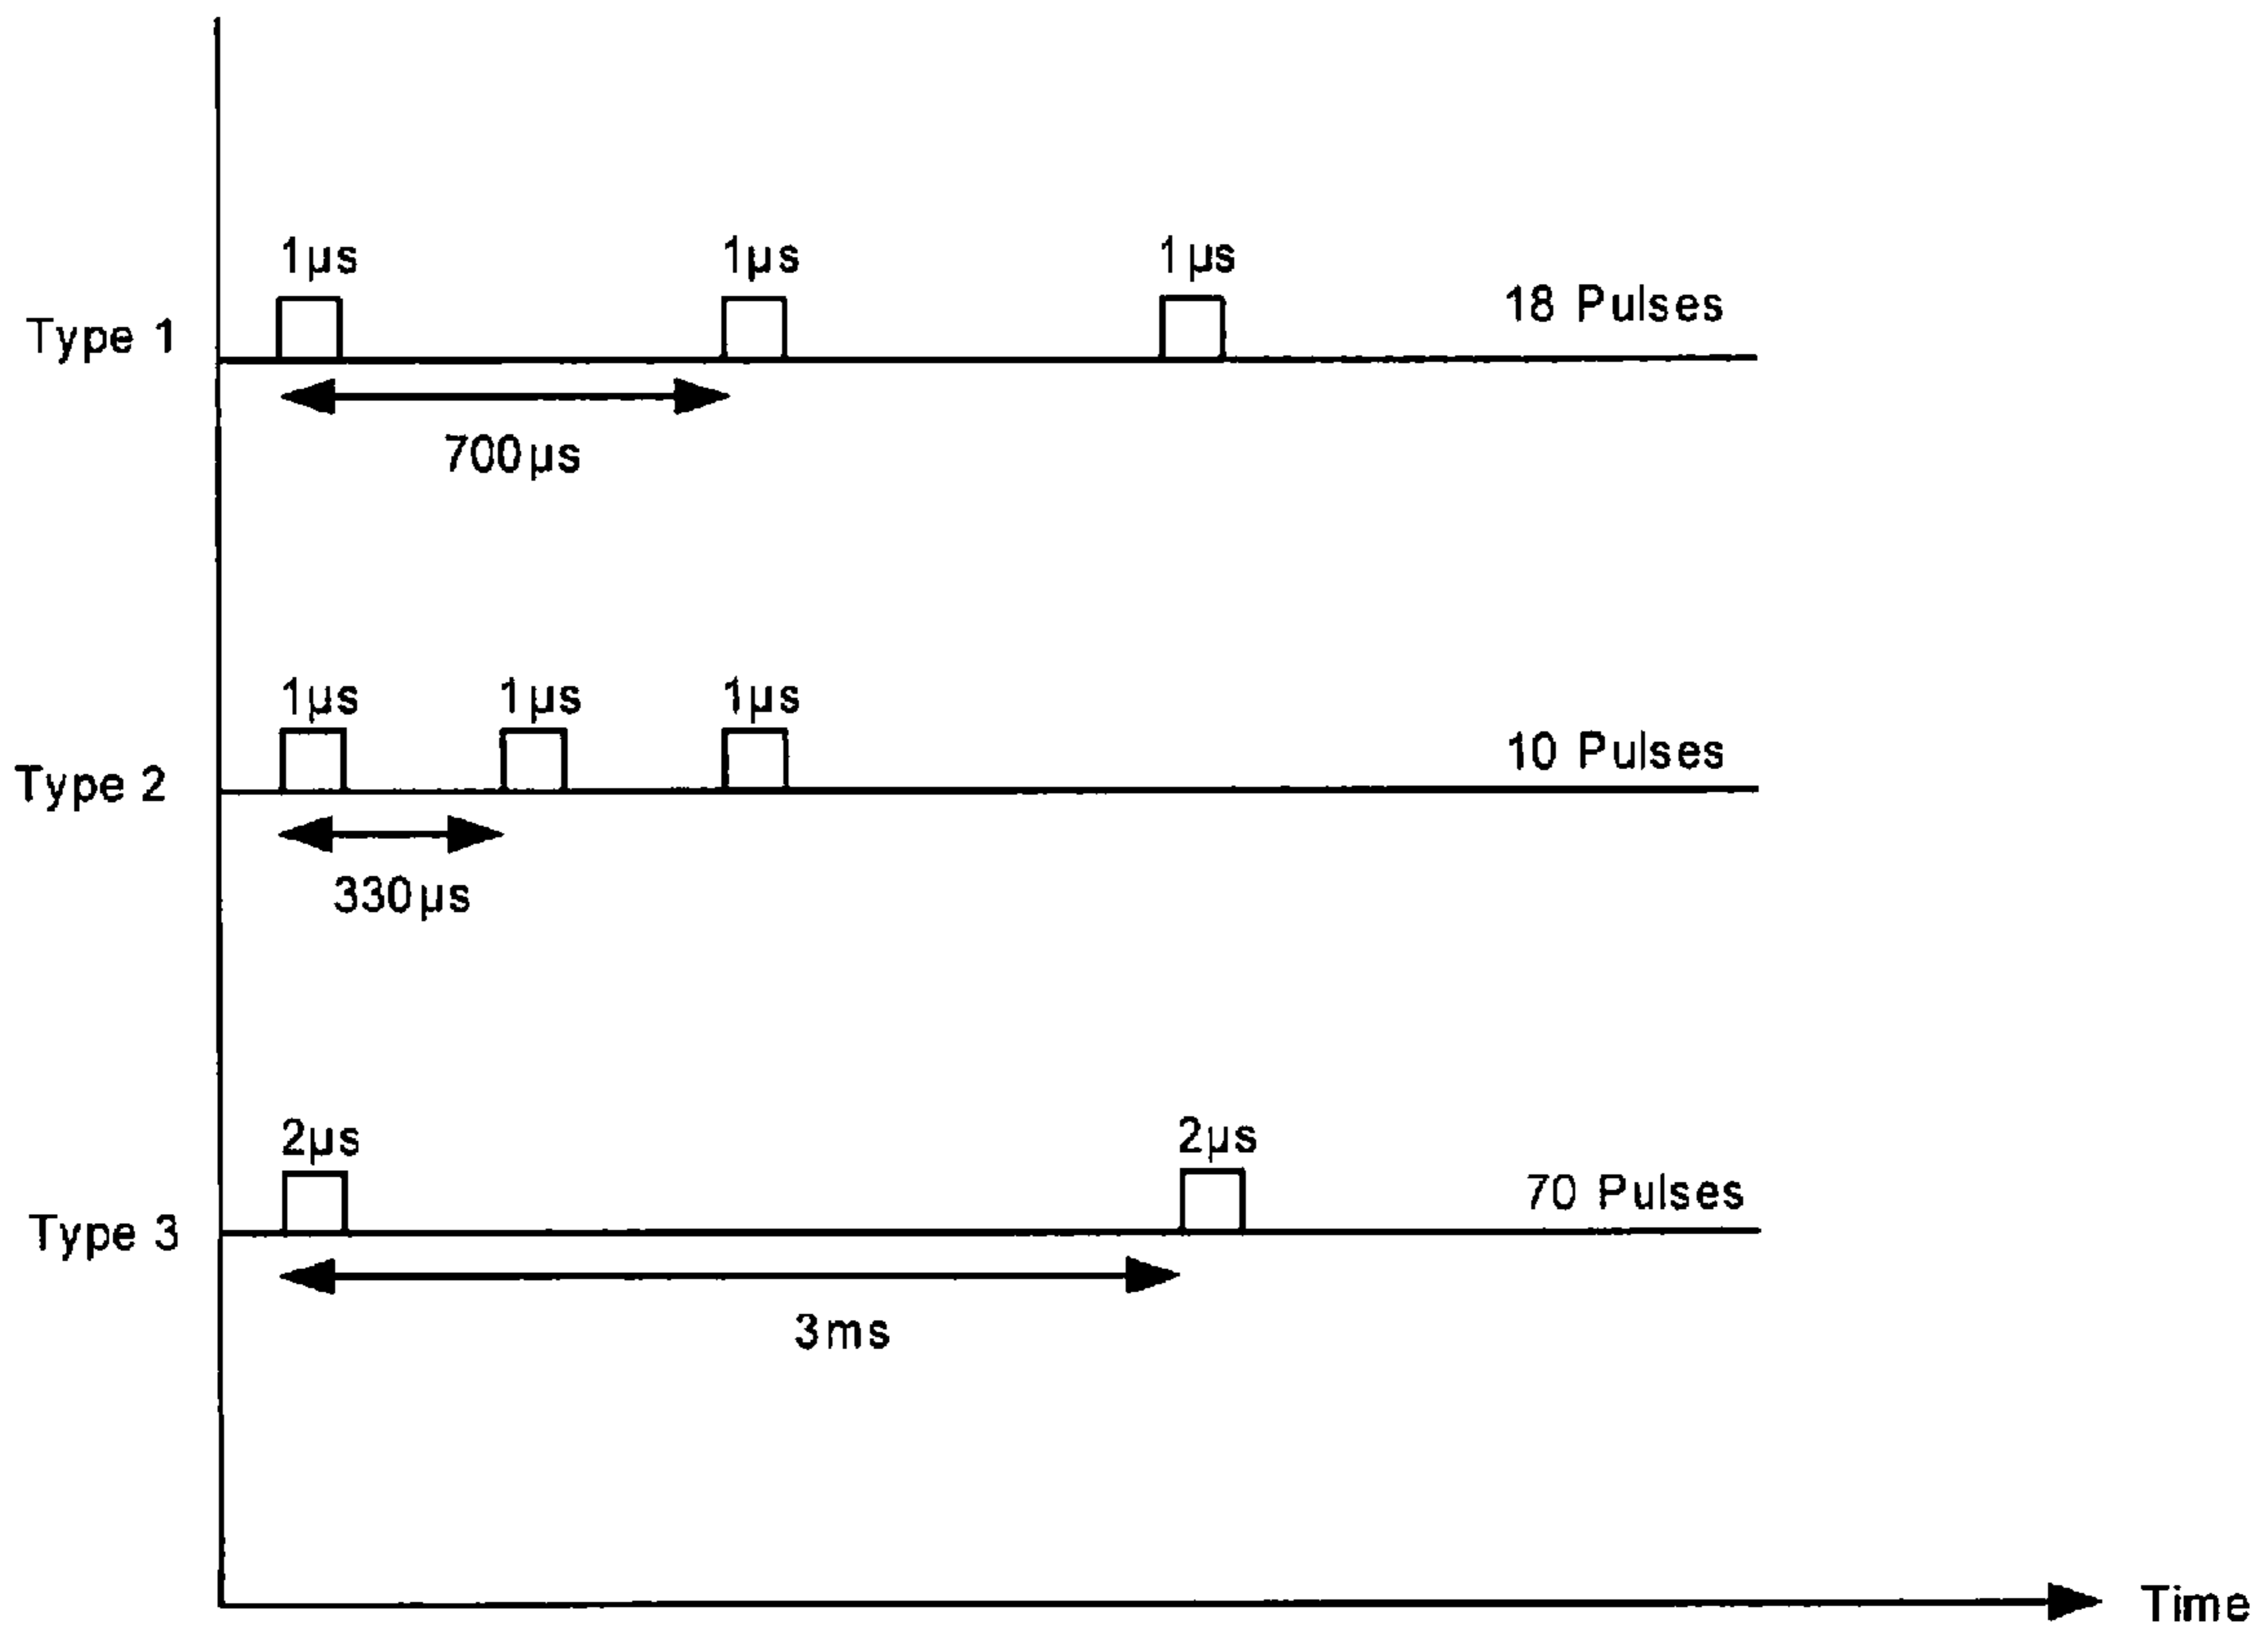 1µs 1µs 1µs
18 Pulses
Type 1
700µs
1µs 1µs 1µs
10 Pulses
Type 2
330µs
2µs 2µs
70 Pulses
Type 3
3ms
Time